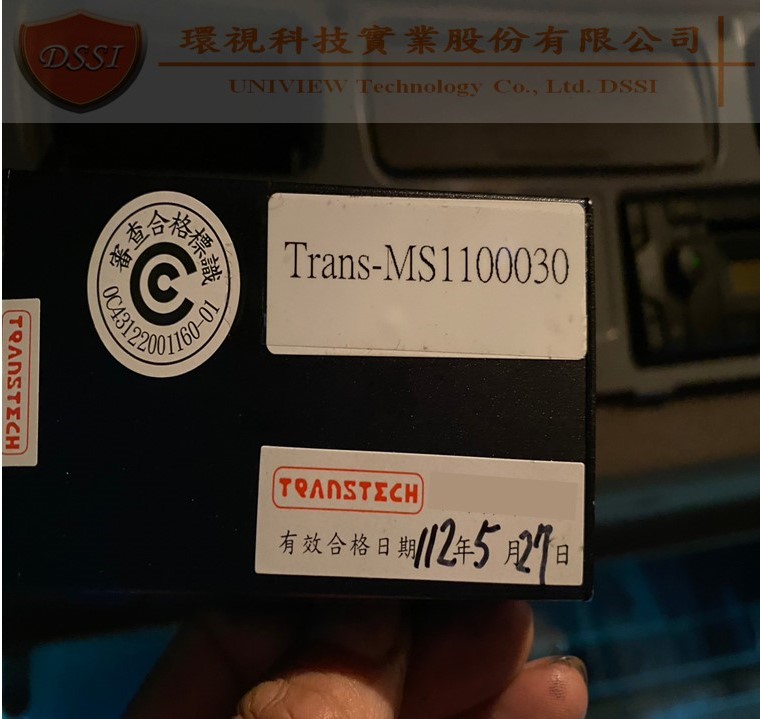 DSSI
環視科技實業股份有限公司
UNIVIEW Technology Co., Ltd. DSSI
審查合格標識
0C43122001160-01
Trans-MS1100030
TRANSTECH
TRANSTECH
有效合格日期112年5月27日